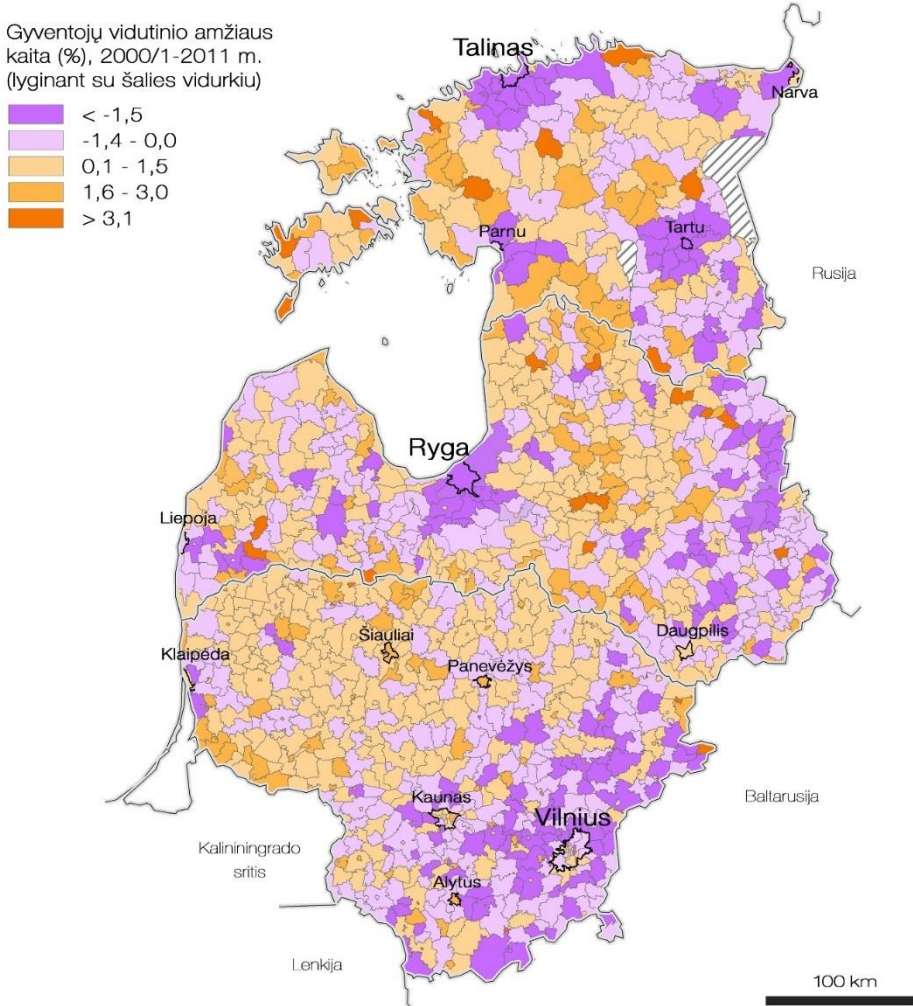 Gyventojų vidutinio amžiaus
kaita (%), 2000/1-2011 m.
(lyginant su šalies vidurkiu)
< -1,5
-1,4 - 0,0
0,1 - 1,5
1,6 - 3,0
> 3,1
Talinas
Narva
Parnu
Tartu
Rusija
Ryga
Liepoja
Daugpilis
Šiauliai
Klaipėda
Panevėžys
Kaunas
Vilnius
Baltarusija
Kalininingrado
sritis
Alytus
Lenkija
100 km